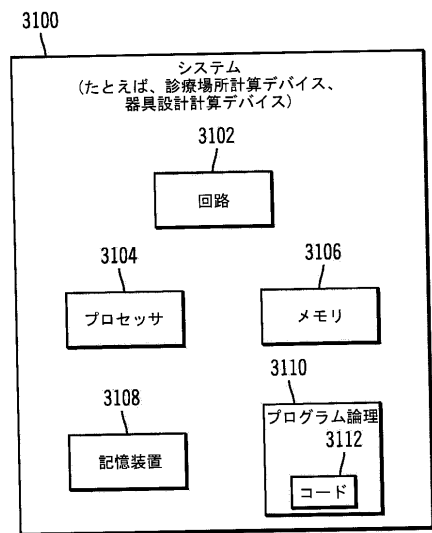 3100
システム
(たとえば、診療場所計算デバイス、
器具設計計算デバイス)
3102
回路
3104
プロセッサ
3106
メモリ
3108
記憶装置
3110
プログラム論理
3112
コード